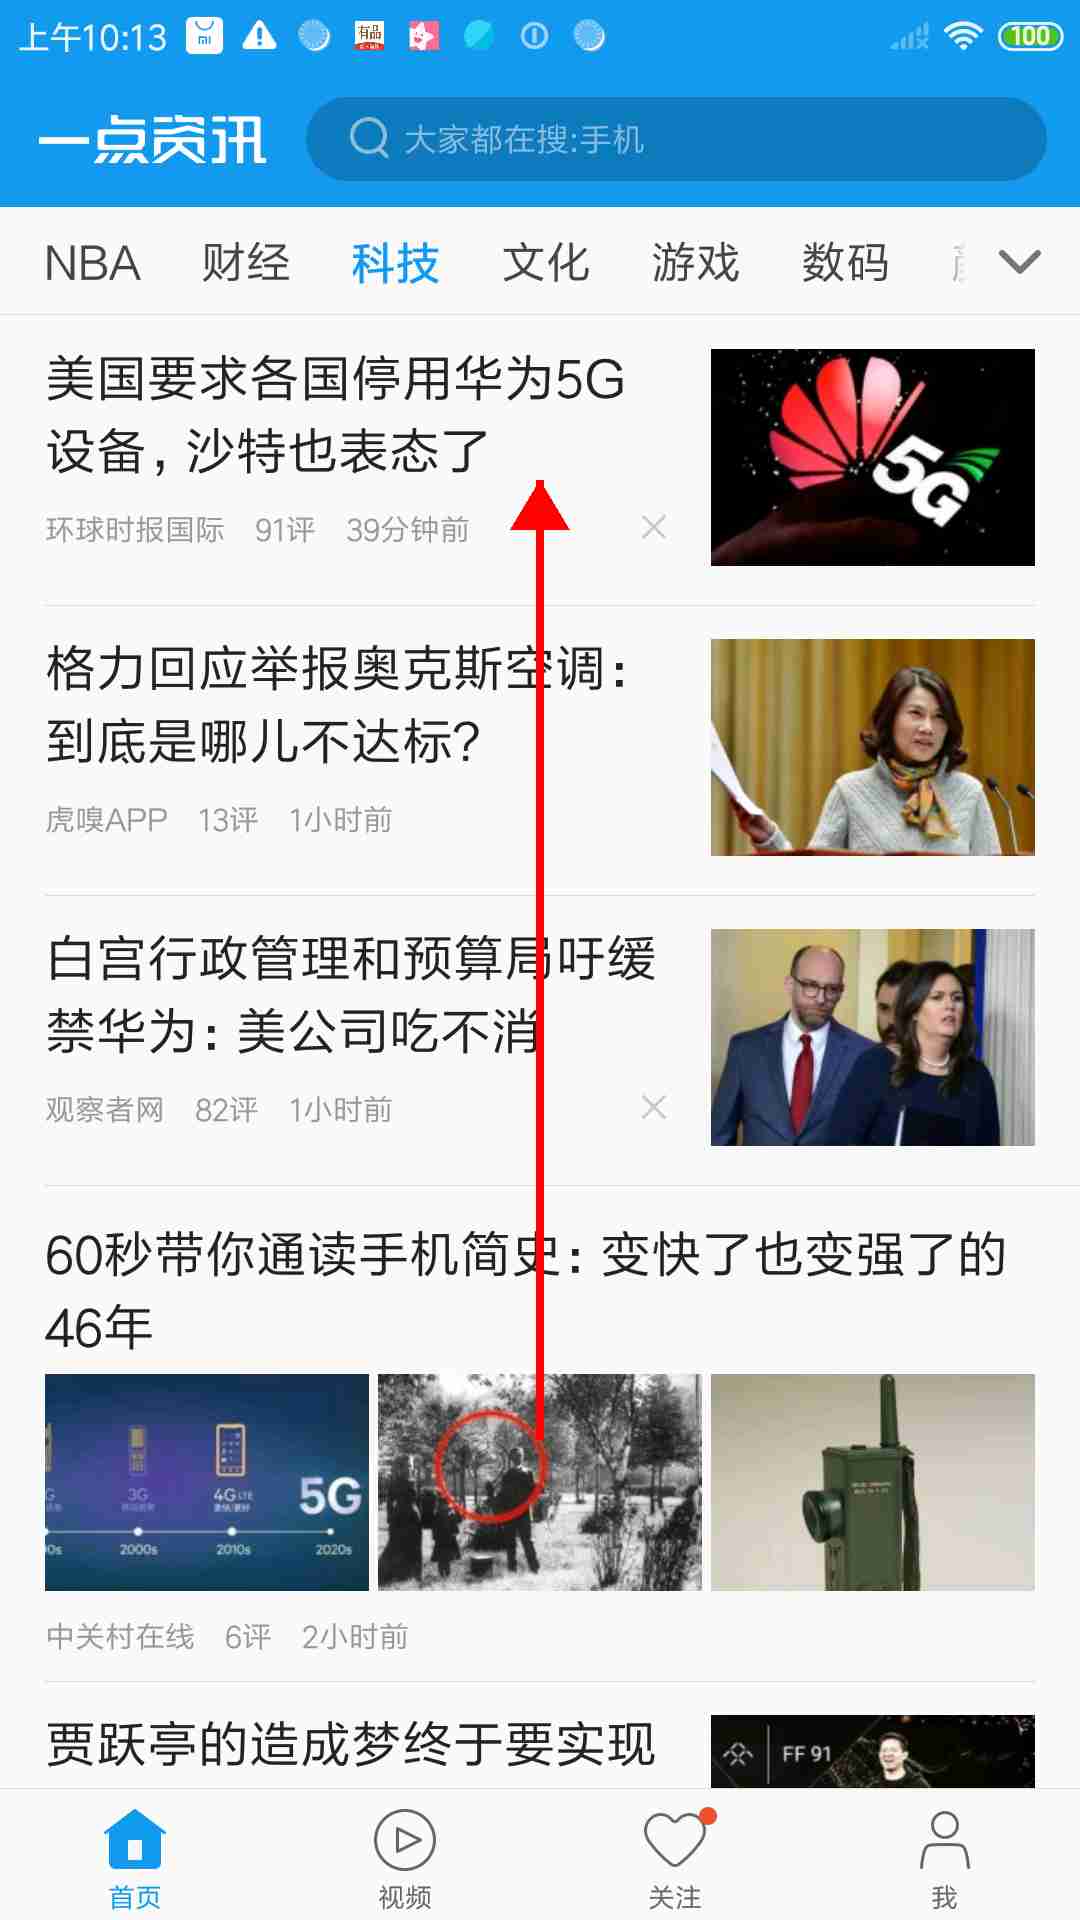 上午10:13
mi
有品
100
一点资讯
大家都在搜:手机
NBA 财经 科技 文化 游戏 数码
美国要求各国停用华为5G
设备，沙特也表态了
环球时报国际 91评 39分钟前
5G
格力回应举报奥克斯空调：
到底是哪儿不达标？
虎嗅APP 13评 1小时前
白宫行政管理和预算局吁缓
禁华为：美公司吃不消
观察者网 82评 1小时前
60秒带你通读手机简史：变快了也变强了的
46年
3G 4G LTE 5G
2000s 2010s 2020s
中关村在线 6评 2小时前
贾跃亭的造成梦终于要实现
FF 91
首页 视频 关注 我